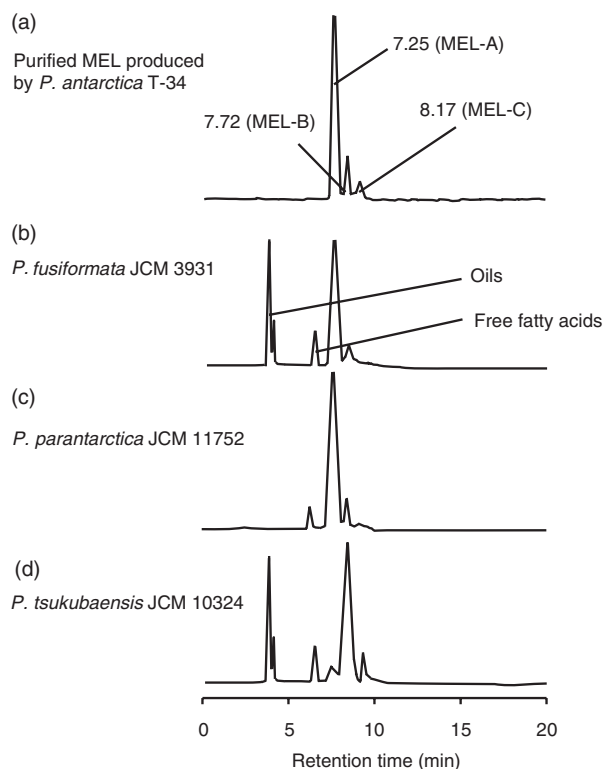 (a)
Purified MEL produced
by P. antarctica T-34
7.25 (MEL-A)
7.72 (MEL-B)
8.17 (MEL-C)
(b)
P. fusiformata JCM 3931
Oils
Free fatty acids
(c)
P. parantarctica JCM 11752
(d)
P. tsukubaensis JCM 10324
0 5 10 15 20
Retention time (min)